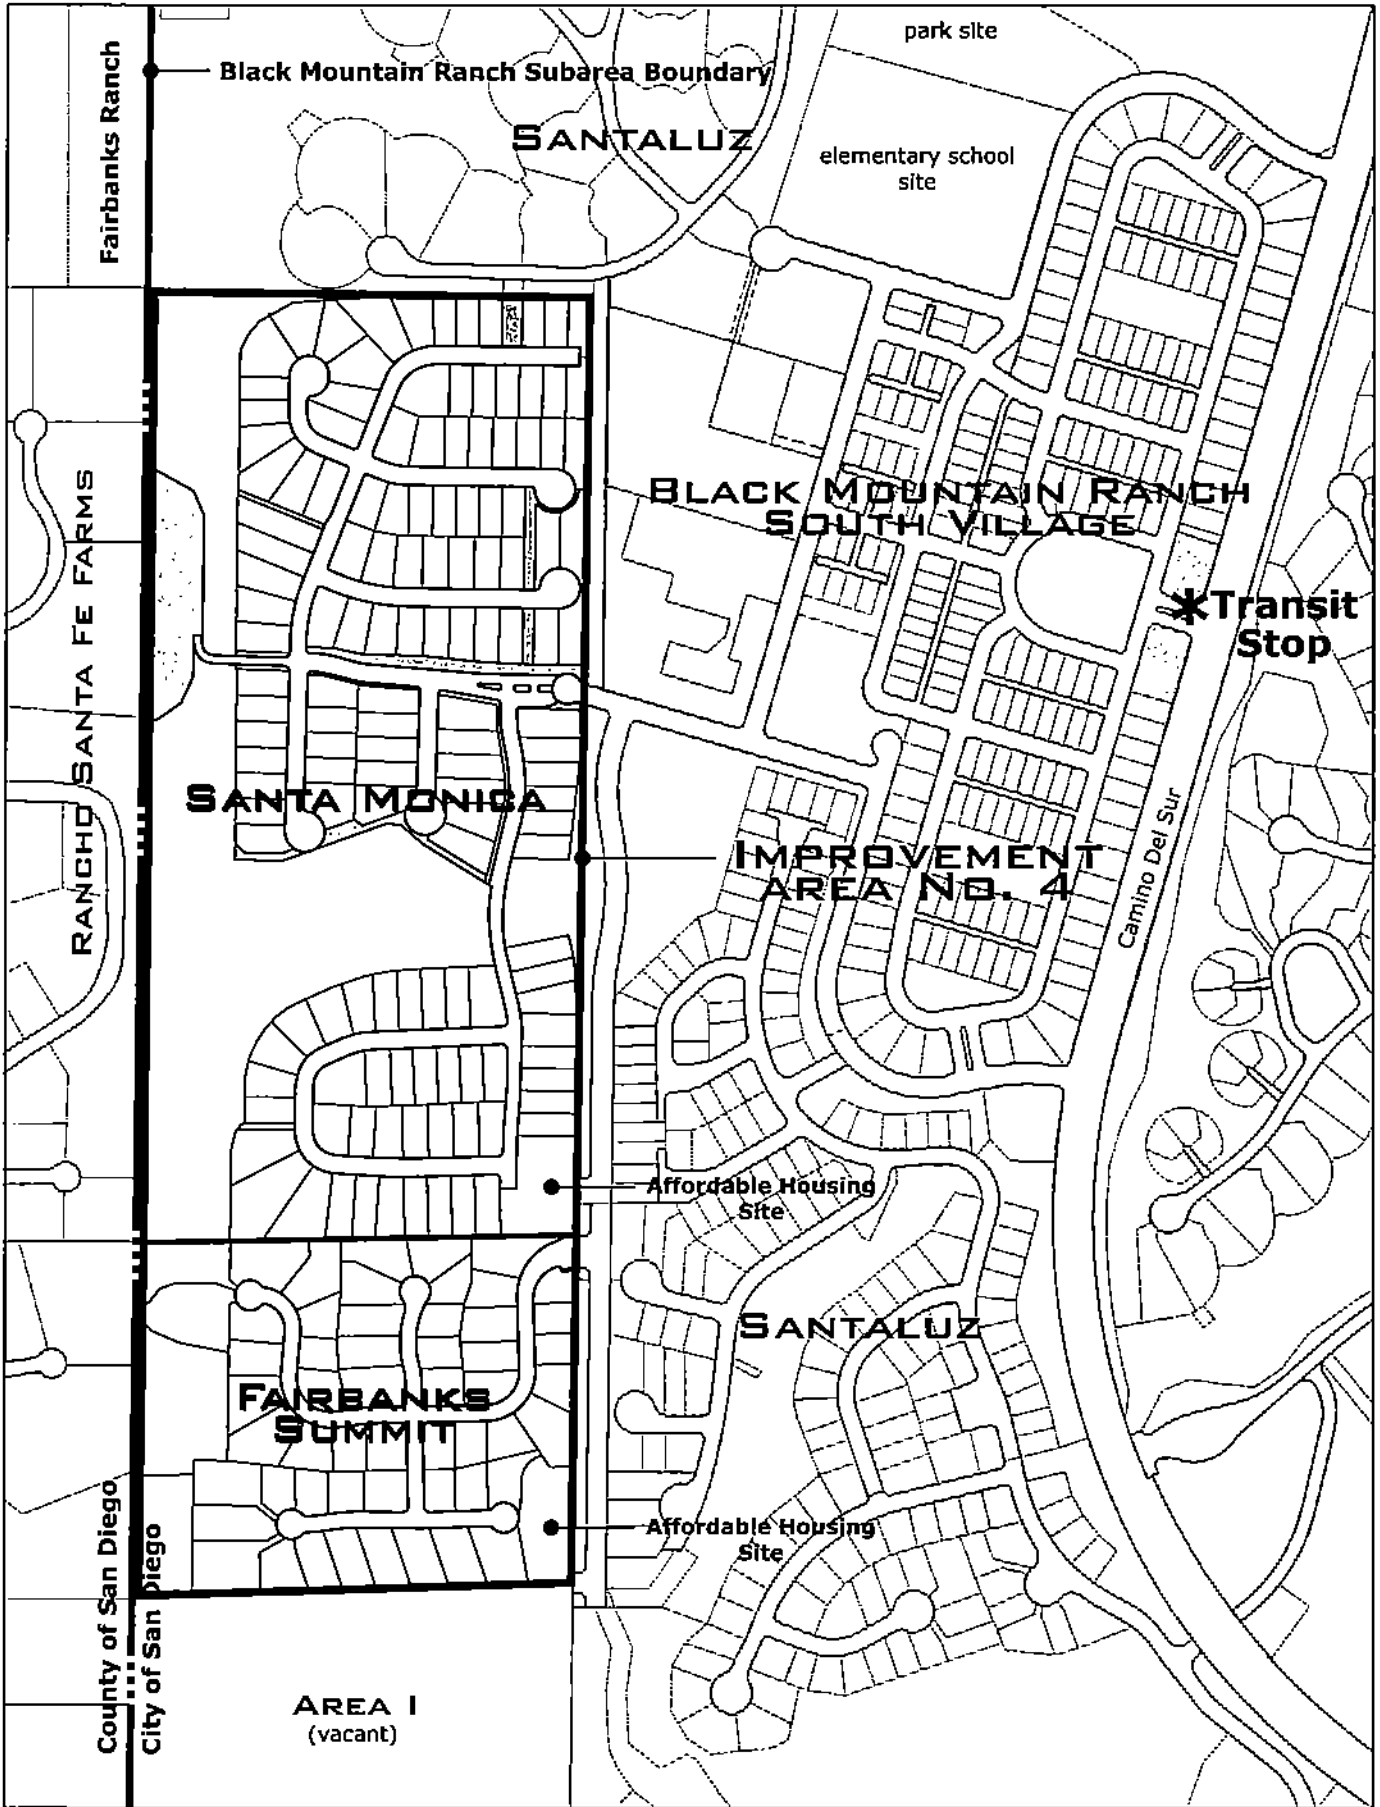 park site
Fairbanks Ranch
Black Mountain Ranch Subarea Boundary
SANTALUZ
elementary school
site
RANCHO SANTA FE FARMS
BLACK MOUNTAIN RANCH
SOUTH VILLAGE
Transit
Stop
SANTA MONICA
IMPROVEMENT
AREA NO. 4
Camino Del Sur
Affordable Housing
Site
SANTALUZ
FAIRBANKS
SUMMIT
Affordable Housing
Site
County of San Diego
City of San Diego
AREA I
(vacant)